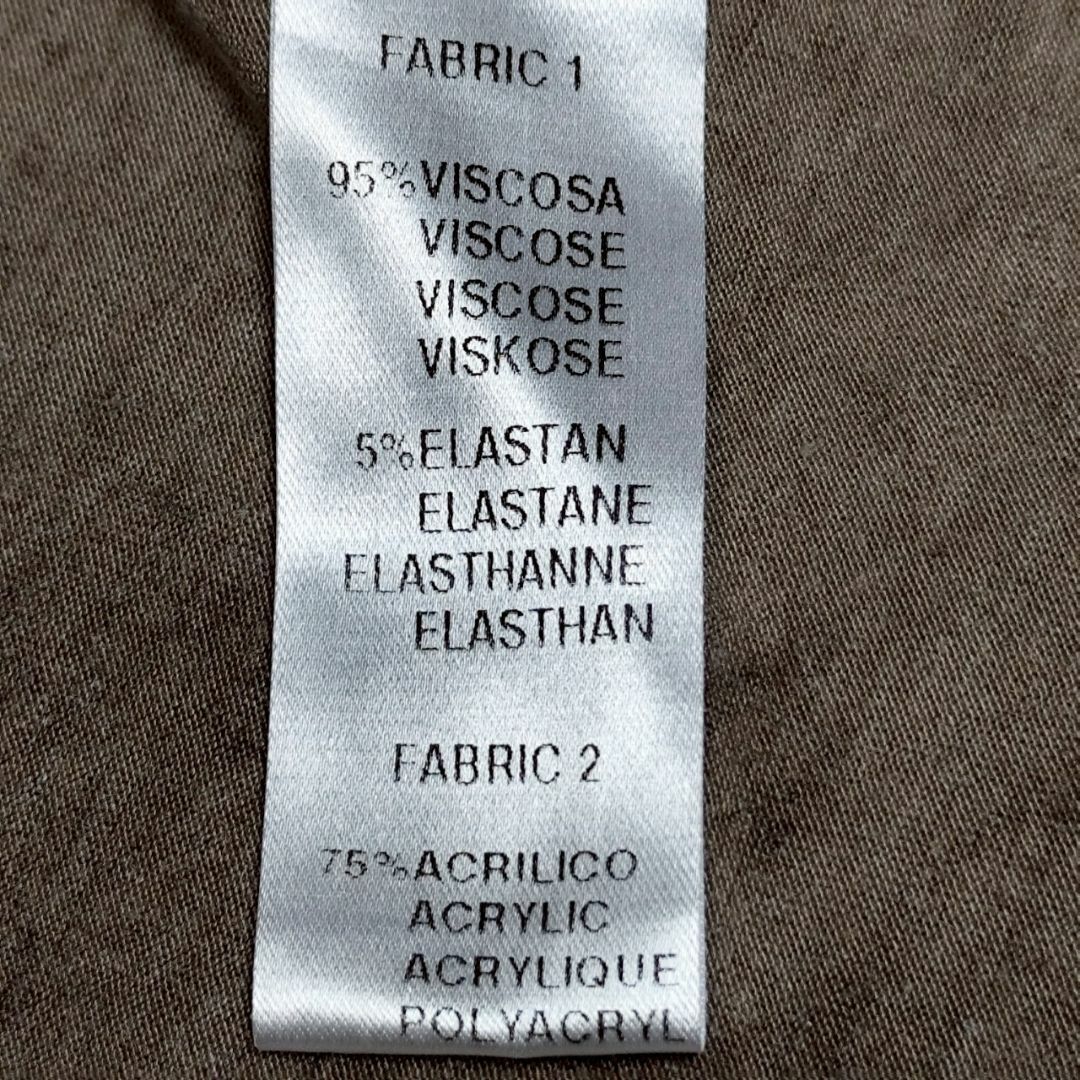 FABRIC 1
95%VISCOSA
VISCOSE
VISCOSE
VISKOSE
5%ELASTAN
ELASTANE
ELASTHANNE
ELASTHAN
FABRIC 2
75%ACRILICO
ACRYLIC
ACRYLIQUE
POLYACRYL